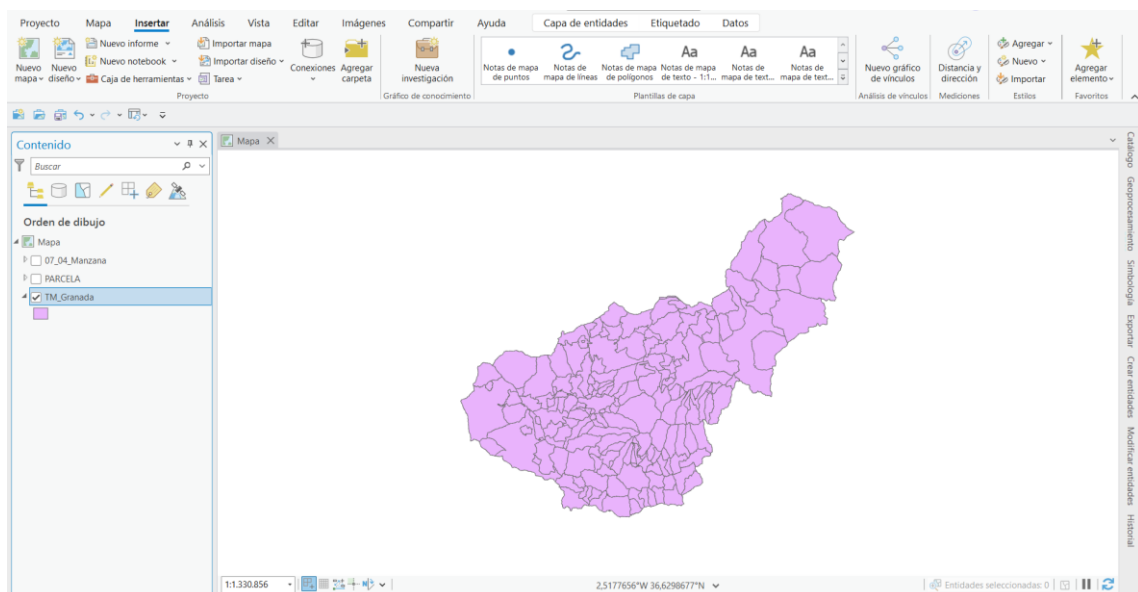 Proyecto Mapa Insertar Análisis Vista Editar Imágenes Compartir Ayuda Capa de entidades Etiquetado Datos
Nuevo mapa
Nuevo diseño
Nuevo informe
Nuevo notebook
Caja de herramientas
Importar mapa
Importar diseño
Tarea
Conexiones
Agregar carpeta
Proyecto
Nueva investigación
Gráfico de conocimiento
Notas de mapa de puntos
Notas de mapa de líneas
Notas de mapa de polígonos
Aa
Notas de mapa de texto - 1:1...
Aa
Notas de mapa de text...
Aa
Notas de mapa de text...
Plantillas de capa
Nuevo gráfico de vínculos
Análisis de vínculos
Distancia y dirección
Mediciones
Agregar
Nuevo
Importar
Estilos
Agregar elemento
Favoritos
Contenido
Buscar
Orden de dibujo
Mapa
07_04_Manzana
PARCELA
TM_Granada
Mapa
1:1.330.856
2,5177656°W 36,6298677°N
Entidades seleccionadas: 0
Catálogo
Geoprocesamiento
Simbología
Exportar
Crear entidades
Modificar entidades
Historial